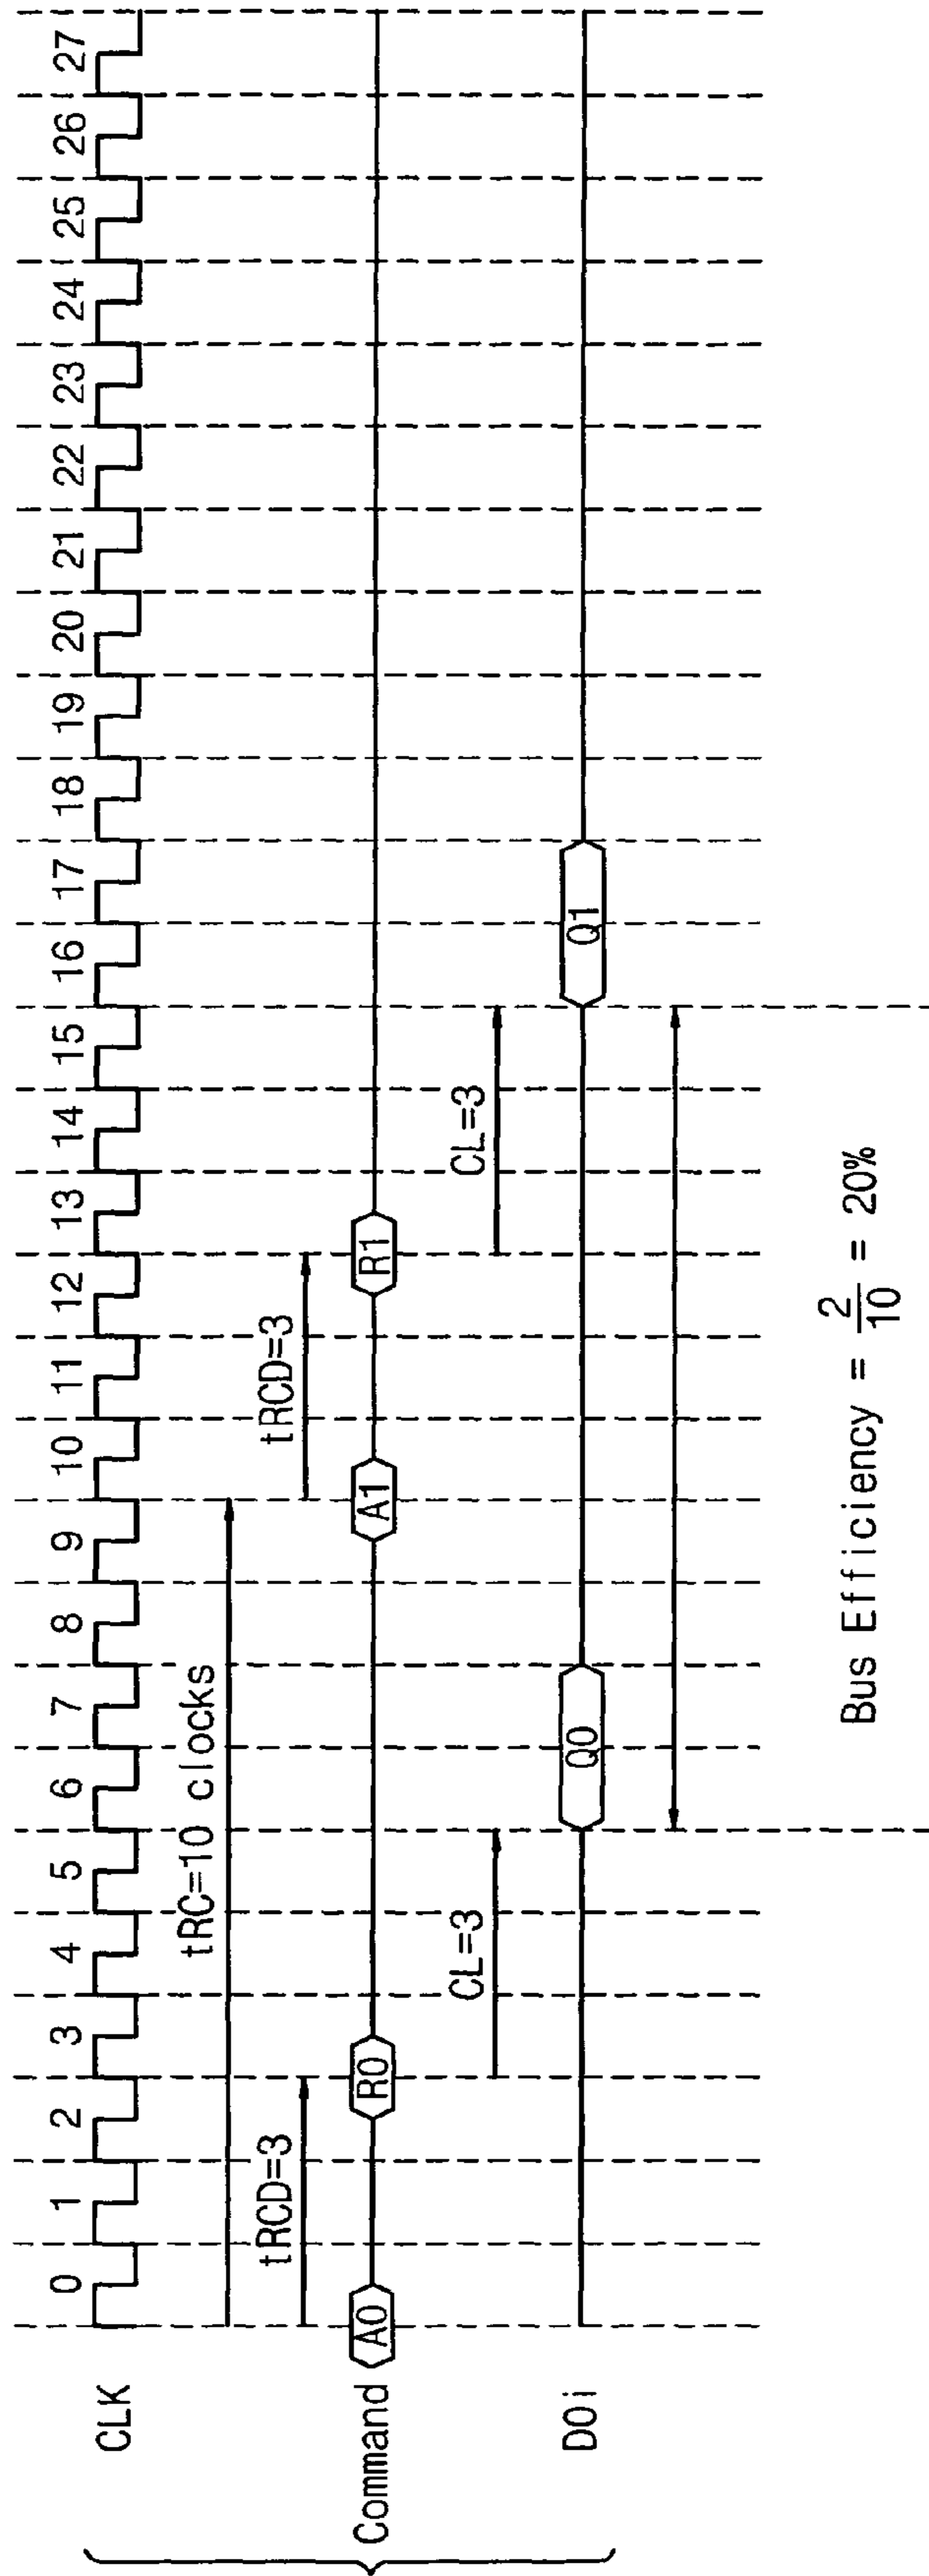 CLK 0 1 2 3 4 5 6 7 8 9 10 11 12 13 14 15 16 17 18 19 20 21 22 23 24 25 26 27
tRC=10 clocks
tRCD=3 tRCD=3
Command A0 R0 A1 R1
CL=3 CL=3
DQi Q0 Q1
Bus Efficiency = 2/10 = 20%